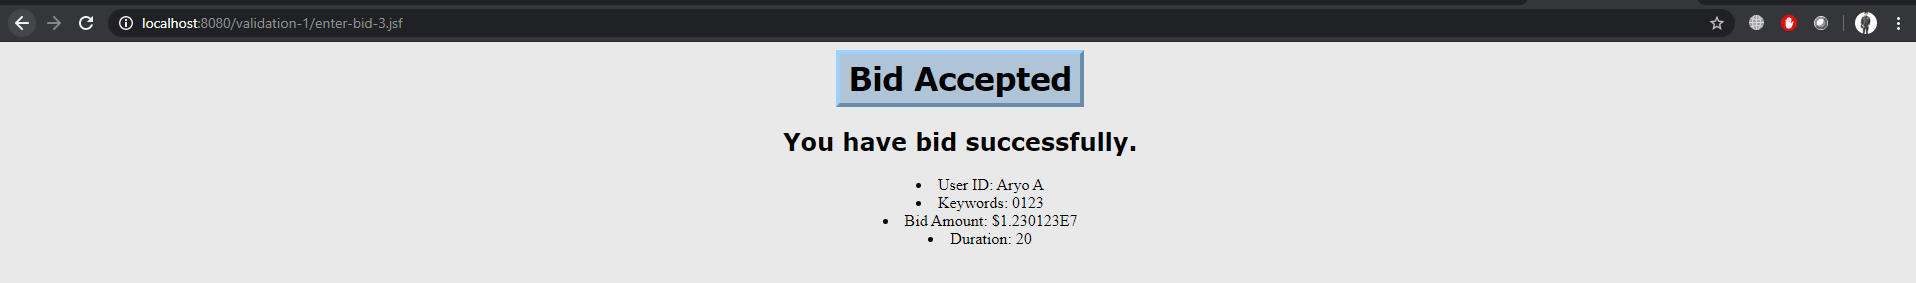 localhost:8080/validation-1/enter-bid-3.jsf
Bid Accepted
You have bid successfully.
• User ID: Aryo A
• Keywords: 0123
• Bid Amount: $1.230123E7
• Duration: 20